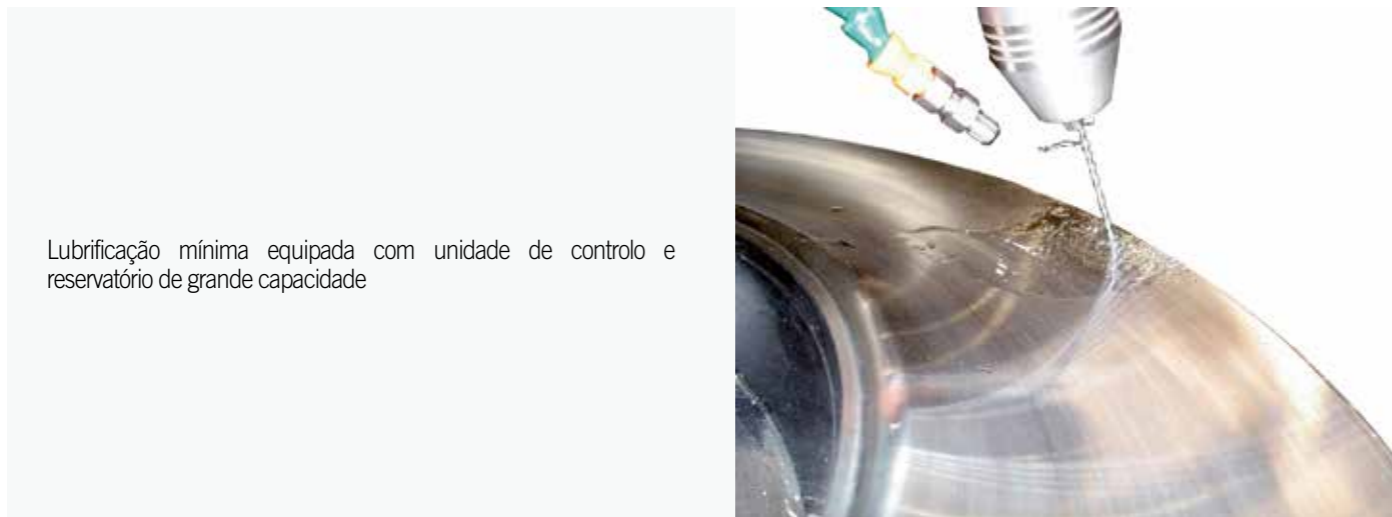 Lubrificação mínima equipada com unidade de controlo e
reservatório de grande capacidade